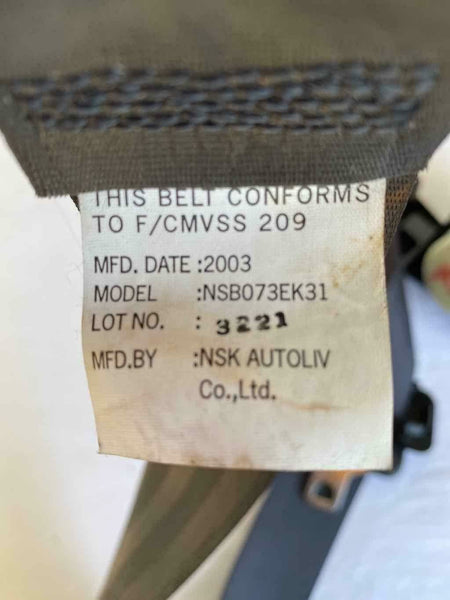 THIS BELT CONFORMS
TO F/CMVSS 209
MFD. DATE :2003
MODEL :NSB073EK31
LOT NO. : 3221
MFD.BY :NSK AUTOLIV
Co.,Ltd.